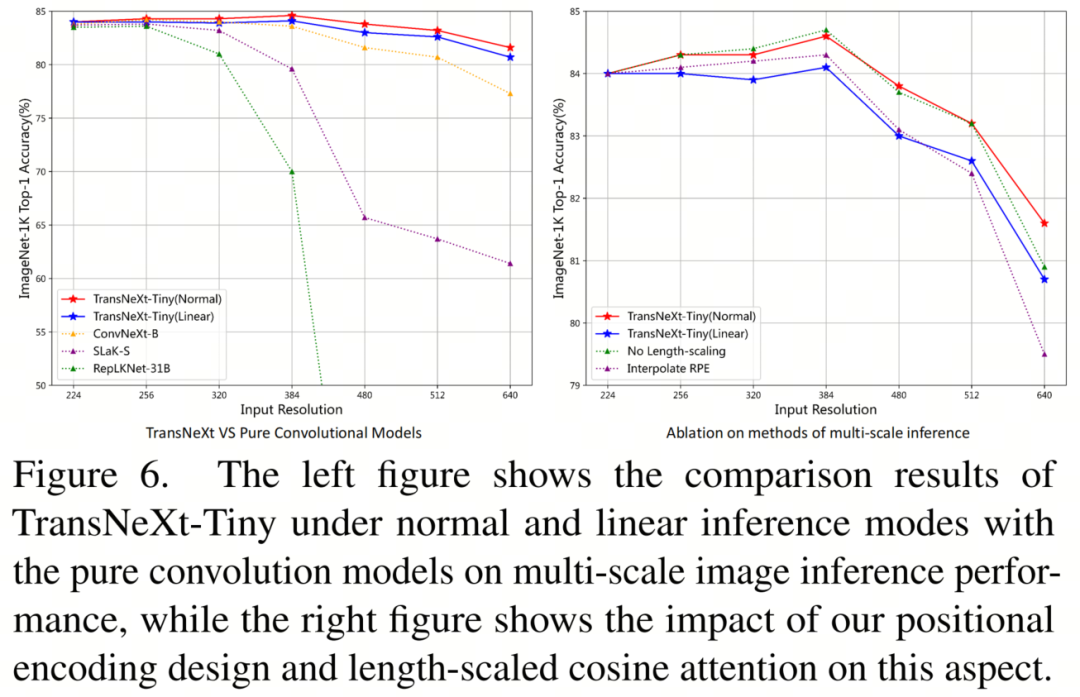 85
80
75
70
65
60
55
50
ImageNet-1K Top-1 Accuracy(%)
TransNeXt-Tiny(Normal)
TransNeXt-Tiny(Linear)
ConvNeXt-B
SLaK-S
RepLKNet-31B
224 256 320 384 480 512 640
Input Resolution
TransNeXt VS Pure Convolutional Models
85
84
83
82
81
80
79
ImageNet-1K Top-1 Accuracy(%)
TransNeXt-Tiny(Normal)
TransNeXt-Tiny(Linear)
No Length-scaling
Interpolate RPE
224 256 320 384 480 512 640
Input Resolution
Ablation on methods of multi-scale inference
Figure 6. The left figure shows the comparison results of
TransNeXt-Tiny under normal and linear inference modes with
the pure convolution models on multi-scale image inference perfor-
mance, while the right figure shows the impact of our positional
encoding design and length-scaled cosine attention on this aspect.